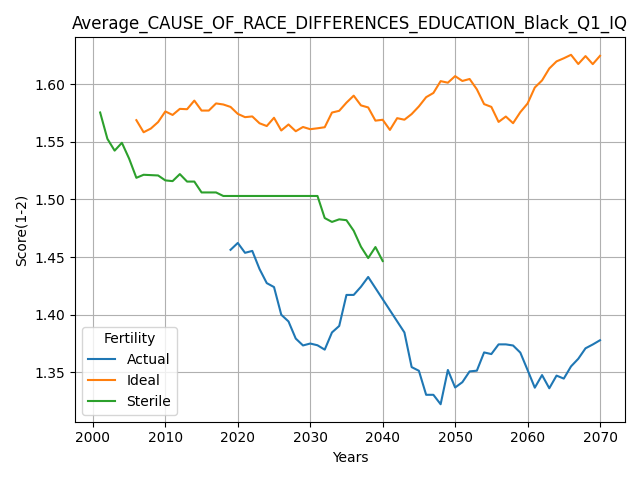 Average_CAUSE_OF_RACE_DIFFERENCES_EDUCATION_Black_Q1_IQ
1.60
1.55
1.50
1.45
1.40
1.35
Score(1-2)
Fertility
Actual
Ideal
Sterile
2000 2010 2020 2030 2040 2050 2060 2070
Years